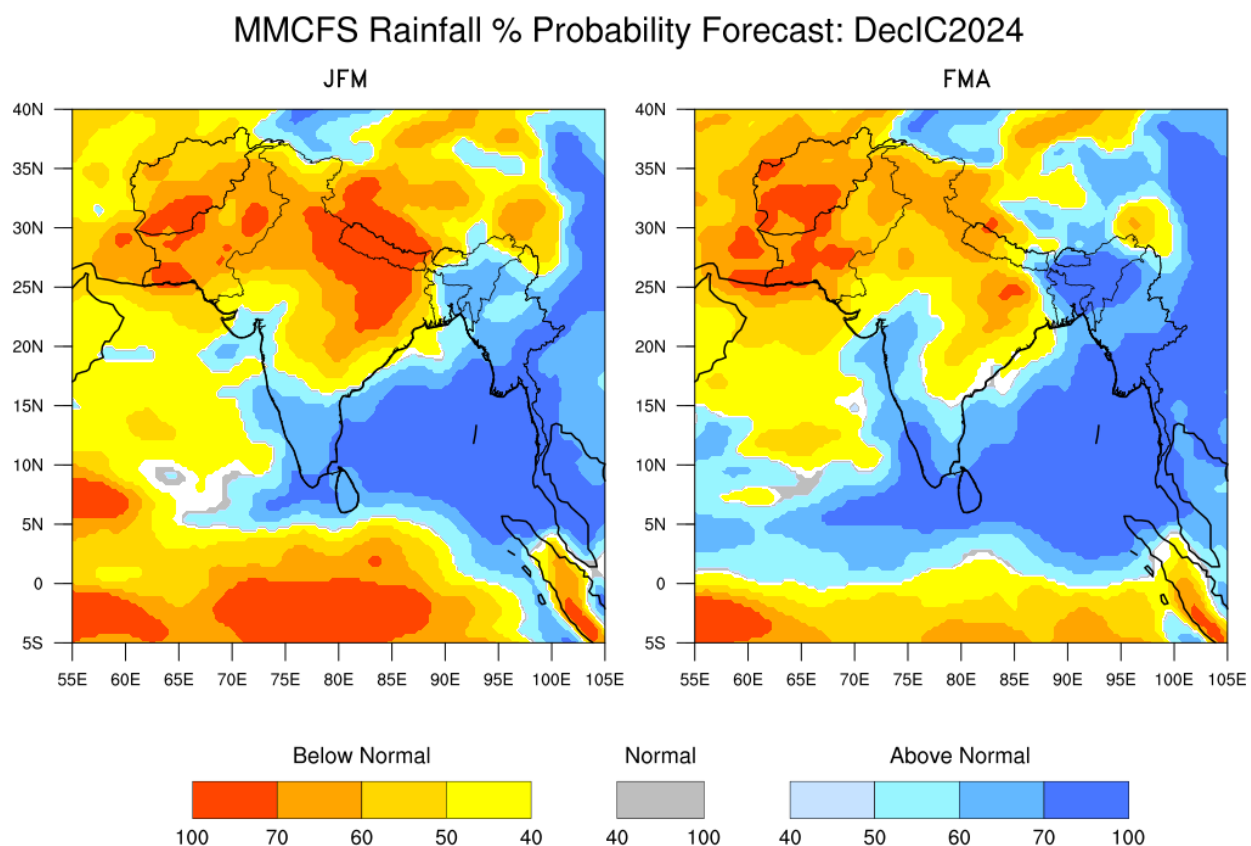 MMCFS Rainfall % Probability Forecast: DecIC2024
JFM
FMA
40N
35N
30N
25N
20N
15N
10N
5N
0
5S
55E 60E 65E 70E 75E 80E 85E 90E 95E 100E 105E
40N
35N
30N
25N
20N
15N
10N
5N
0
5S
55E 60E 65E 70E 75E 80E 85E 90E 95E 100E 105E
Below Normal
100 70 60 50 40
Normal
40 100
Above Normal
40 50 60 70 100